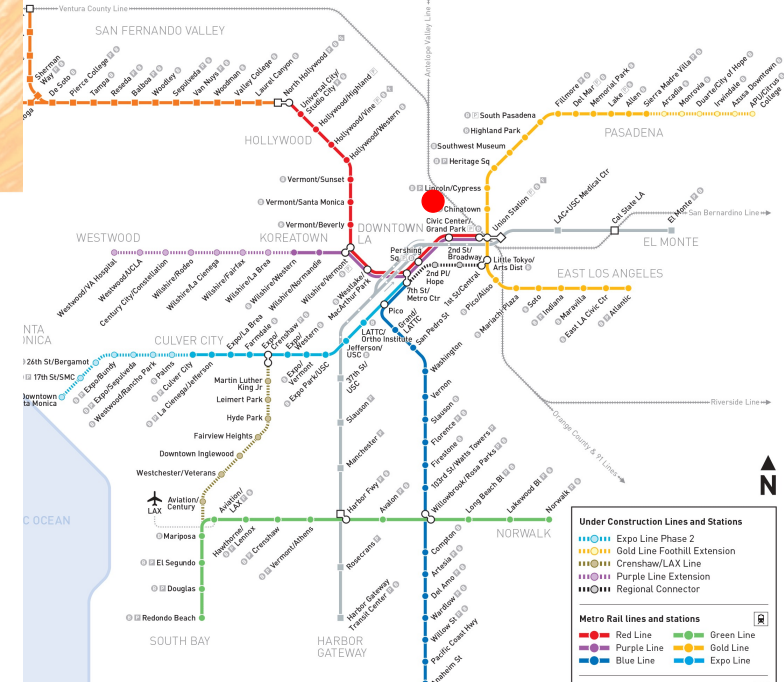 Ventura County Line
SAN FERNANDO VALLEY
Antelope Valley Line
Sherman
Way
De Soto
Pierce College
Tampa
Reseda
Balboa
Woodley
Sepulveda
Van Nuys
Woodman
Valley College
Laurel Canyon
North Hollywood
Universal City
Studio City
Hollywood/Highland
Hollywood/Vine
Hollywood/Western
HOLLYWOOD
Vermont/Sunset
Vermont/Santa Monica
Vermont/Beverly
Fillmore
Del Mar
Memorial Park
Lake
Allen
Sierra Madre Villa
Arcadia
Monrovia
Duarte/City of Hope
Irwindale
Azusa Downtown
APU/Citrus
College
PASADENA
South Pasadena
Highland Park
Southwest Museum
Heritage Sq
Lincoln/Cypress
Chinatown
Union Station
Civic Center/
Grand Park
DOWNTOWN
LA
Pershing
Sq
2nd St/
Broadway
LAC+USC Medical Ctr
Cal State LA
El Monte
San Bernardino Line
EL MONTE
WESTWOOD
KOREATOWN
Westwood/VA Hospital
Westwood/UCLA
Century City/Constellation
Wilshire/Rodeo
Wilshire/La Cienega
Wilshire/Fairfax
Wilshire/La Brea
Wilshire/Western
Wilshire/Normandie
Wilshire/Vermont
Westlake/
MacArthur Park
7th St/
Metro Ctr
2nd Pl/
Hope
1st St/Central
Little Tokyo/
Arts Dist
Pico/Aliso
Mariachi Plaza
EAST LOS ANGELES
Soto
Indiana
Maravilla
East LA Civic Ctr
Atlantic
Pico
LATTC/
Ortho Institute
Grand/
LATTC
San Pedro St
Washington
Vernon
Slauson
Florence
Firestone
103rd St/Watts Towers
Willowbrook/Rosa Parks
CULVER CITY
26th St/Bergamot
17th St/SMC
Expo/Bundy
Expo/Sepulveda
Westwood/Rancho Park
Palms
Culver City
La Cienega/Jefferson
Expo/La Brea
Farmdale
Expo/
Crenshaw
Expo/
Western
Expo/
Vermont
Expo Park/USC
Jefferson/
USC
37th St/
USC
Slauson
Manchester
Harbor Fwy
Martin Luther
King Jr
Leimert Park
Hyde Park
Fairview Heights
Downtown Inglewood
Westchester/Veterans
Aviation/
Century
LAX
Aviation/
LAX
Hawthorne/
Lennox
Crenshaw
Vermont/Athens
Avalon
Long Beach Bl
Lakewood Bl
Norwalk
NORWALK
Mariposa
El Segundo
Douglas
Redondo Beach
SOUTH BAY
Rosecrans
Harbor Gateway
Transit Center
HARBOR
GATEWAY
Compton
Artesia
Del Amo
Wardlow
Willow St
Pacific Coast Hwy
Anaheim St
Riverside Line
Orange County & 91 Lines
C OCEAN
N
Under Construction Lines and Stations
Expo Line Phase 2
Gold Line Foothill Extension
Crenshaw/LAX Line
Purple Line Extension
Regional Connector
Metro Rail lines and stations
Red Line
Purple Line
Blue Line
Green Line
Gold Line
Expo Line